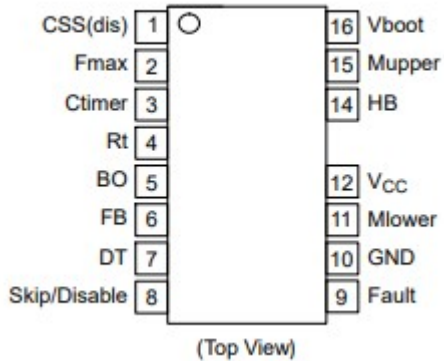 CSS(dis) 1 16 Vboot
Fmax 2 15 Mupper
Ctimer 3 14 HB
Rt 4
BO 5 12 VCC
FB 6 11 Mlower
DT 7 10 GND
Skip/Disable 8 9 Fault
(Top View)